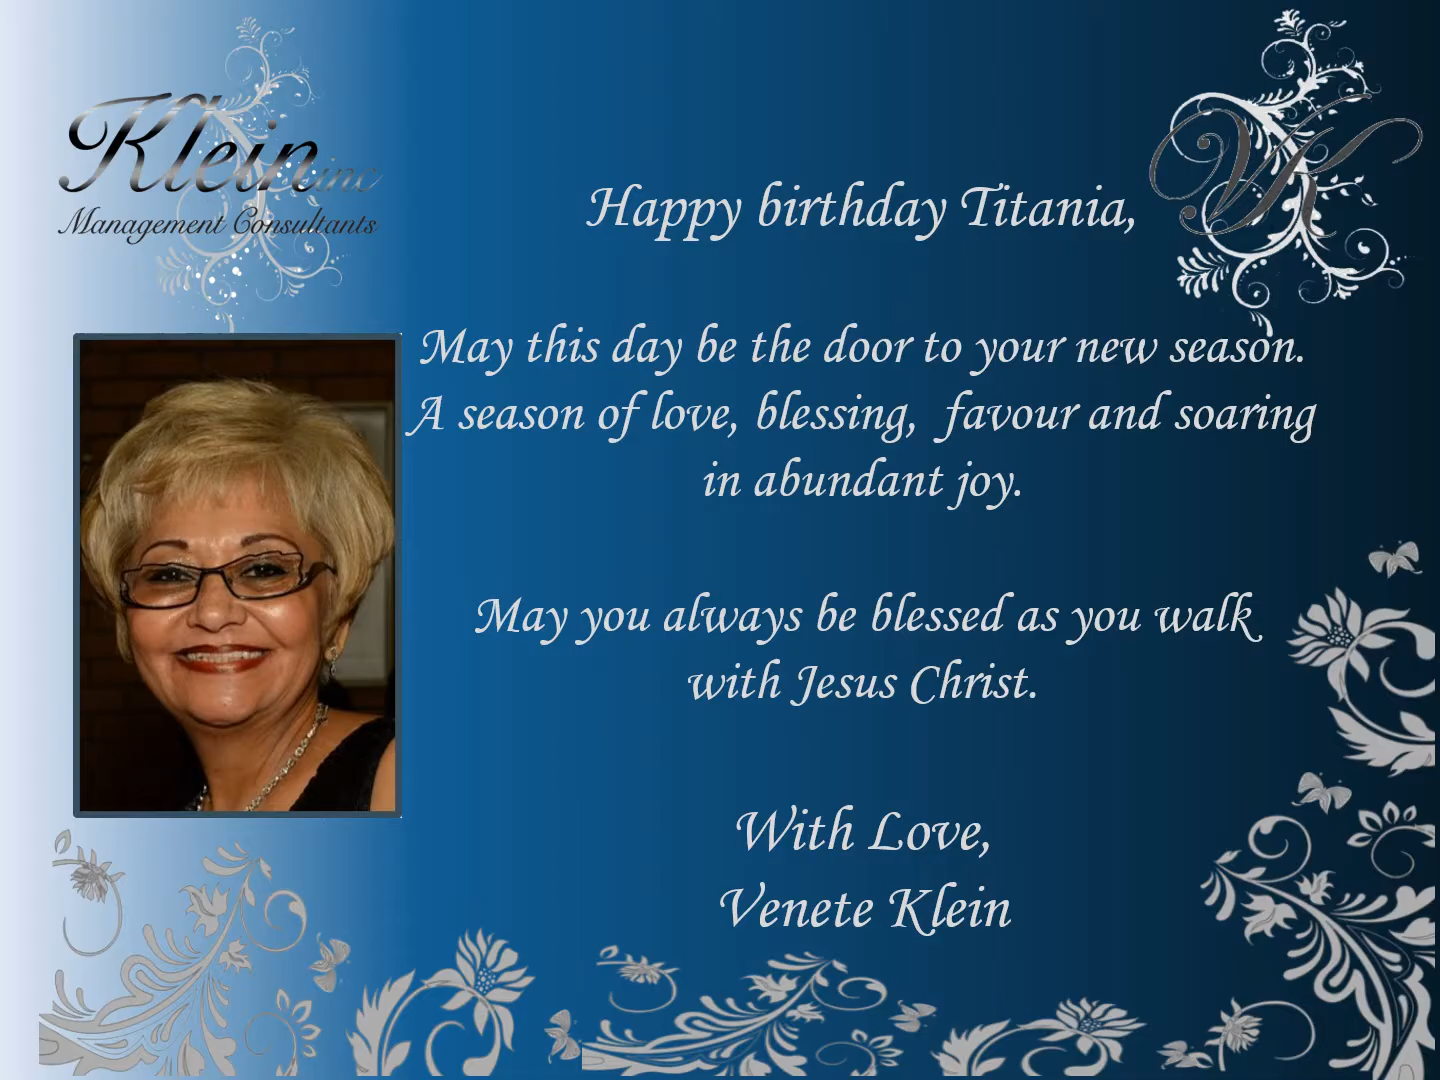 Klein inc
Management Consultants
VK
Happy birthday Titania,
May this day be the door to your new season.
A season of love, blessing, favour and soaring
in abundant joy.
May you always be blessed as you walk
with Jesus Christ.
With Love,
Venete Klein